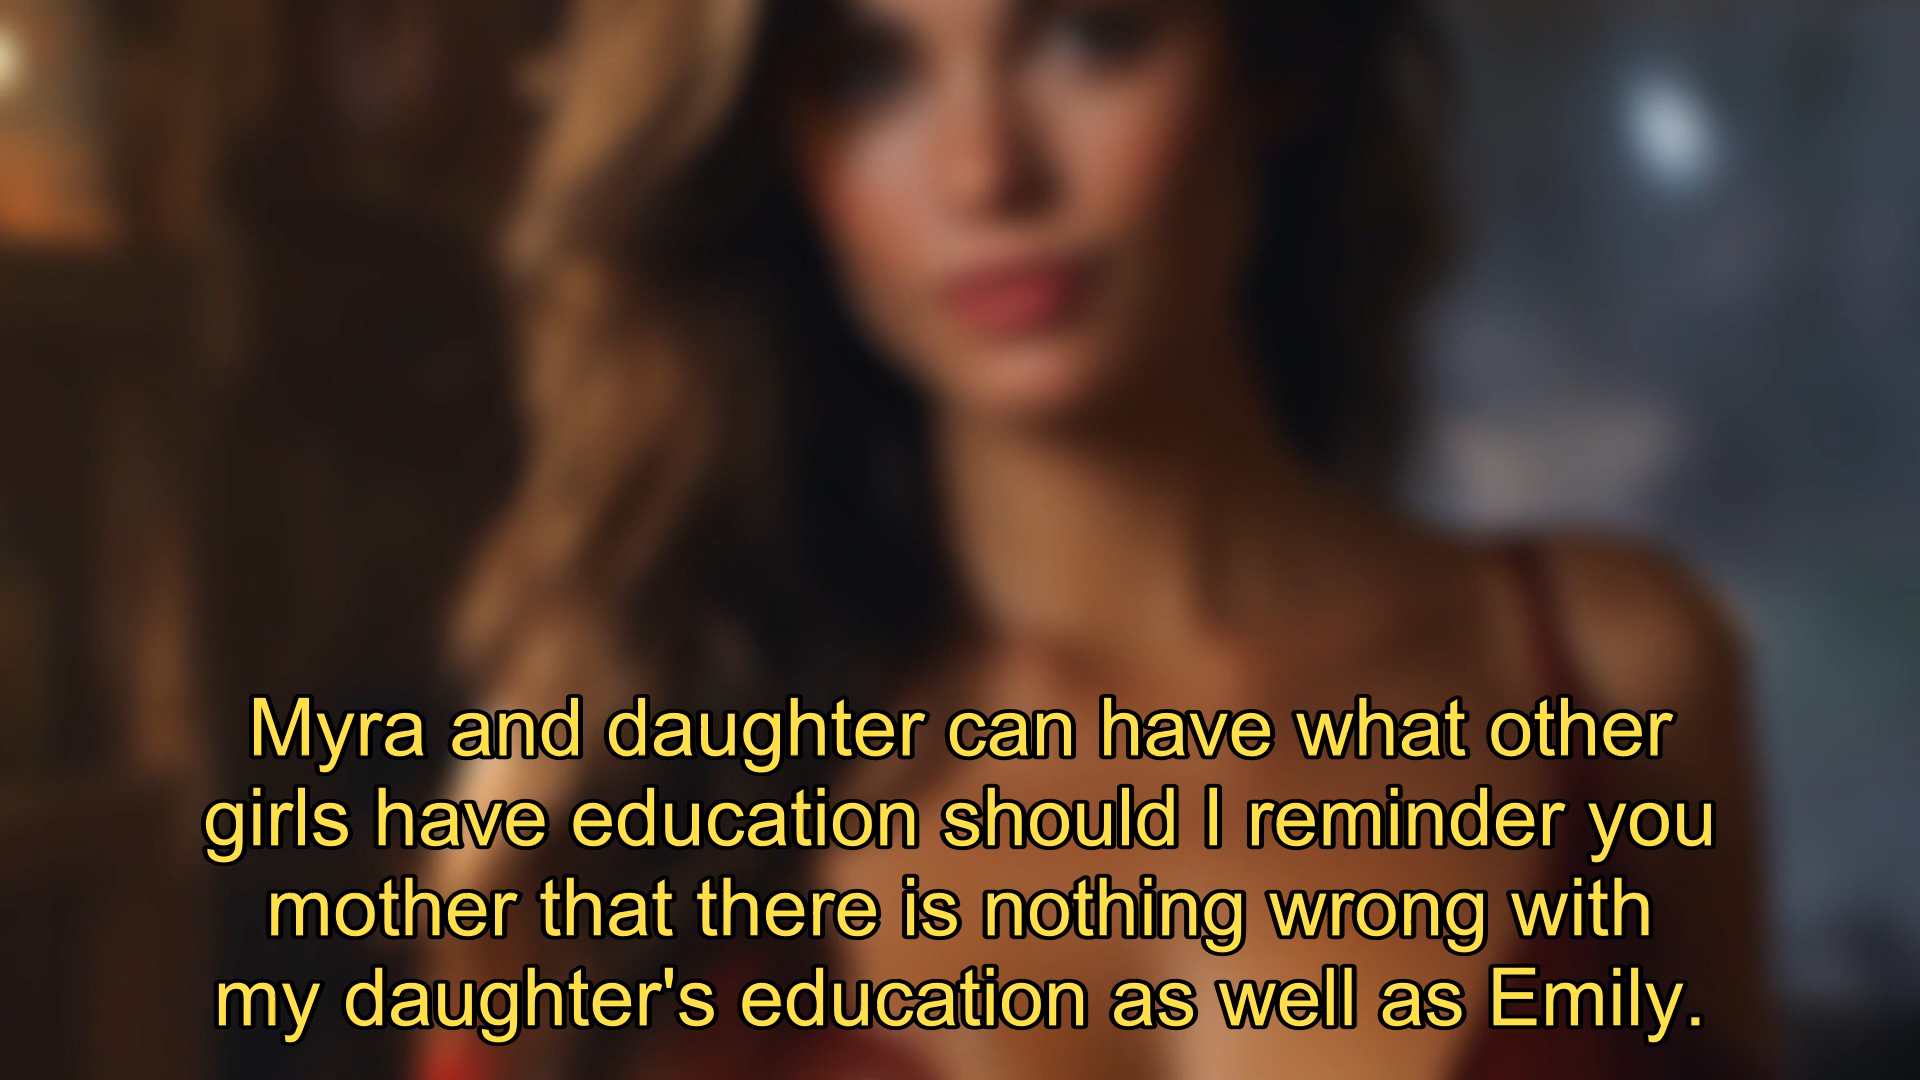 Myra and daughter can have what other
girls have education should I reminder you
mother that there is nothing wrong with
my daughter's education as well as Emily.